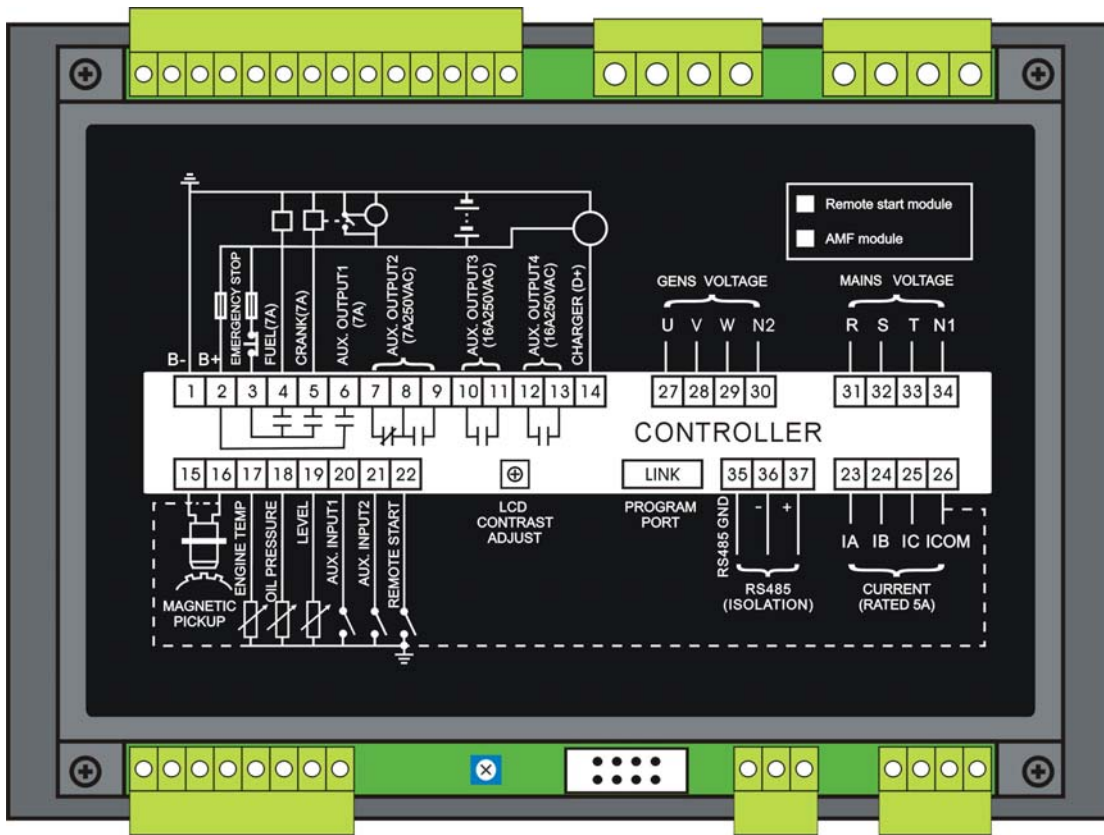 Remote start module
AMF module
B-
B+
EMERGENCY STOP
FUEL(7A)
CRANK(7A)
AUX. OUTPUT1
(7A)
AUX. OUTPUT2
(7A250VAC)
AUX. OUTPUT3
(16A250VAC)
AUX. OUTPUT4
(16A250VAC)
CHARGER (D+)
GENS VOLTAGE
U V W N2
MAINS VOLTAGE
R S T N1
1 2 3 4 5 6 7 8 9 10 11 12 13 14
27 28 29 30
31 32 33 34
CONTROLLER
15 16 17 18 19 20 21 22
LINK
35 36 37
23 24 25 26
MAGNETIC
PICKUP
ENGINE TEMP
OIL PRESSURE
LEVEL
AUX. INPUT1
AUX. INPUT2
REMOTE START
LCD
CONTRAST
ADJUST
PROGRAM
PORT
RS485 GND
- +
RS485
(ISOLATION)
IA IB IC ICOM
CURRENT
(RATED 5A)